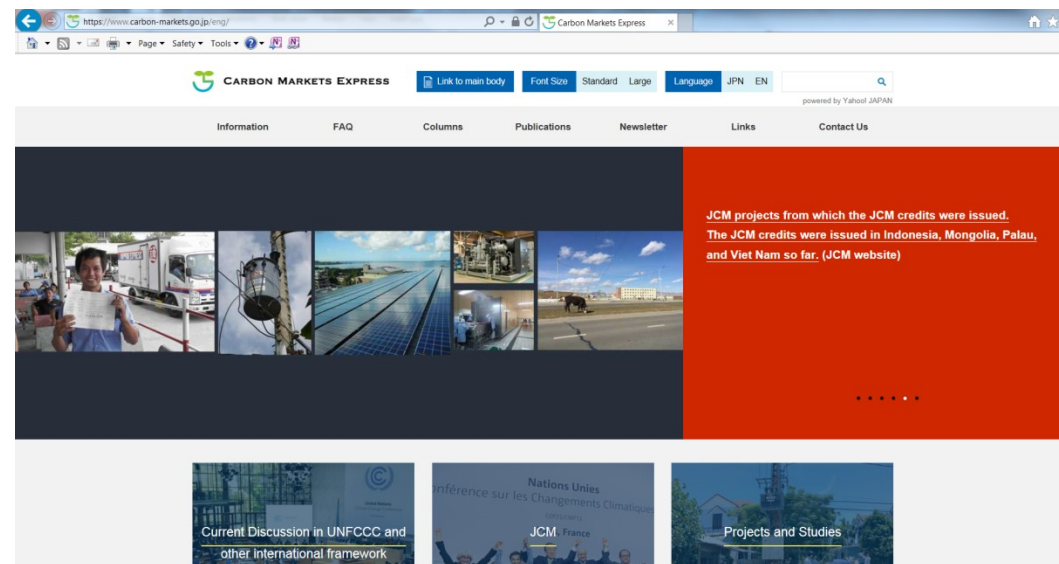 https://www.carbon-markets.go.jp/eng/
Carbon Markets Express
Page Safety Tools
CARBON MARKETS EXPRESS
Link to main body
Font Size Standard Large
Language JPN EN
powered by Yahoo! JAPAN
Information FAQ Columns Publications Newsletter Links Contact Us
JCM projects from which the JCM credits were issued.
The JCM credits were issued in Indonesia, Mongolia, Palau,
and Viet Nam so far. (JCM website)
Current Discussion in UNFCCC and
other international framework
Nations Unies
onférence sur les Changements Climatiques
JCM
France
Projects and Studies